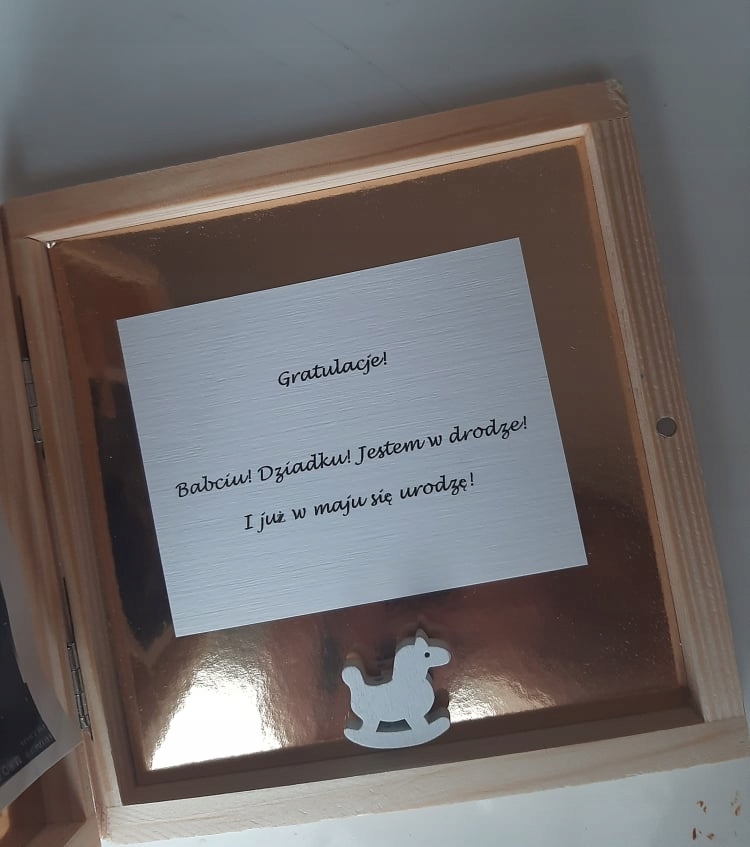 Gratulacje!
Babciu! Dziadku! Jestem w drodze!
I już w maju się urodzę!